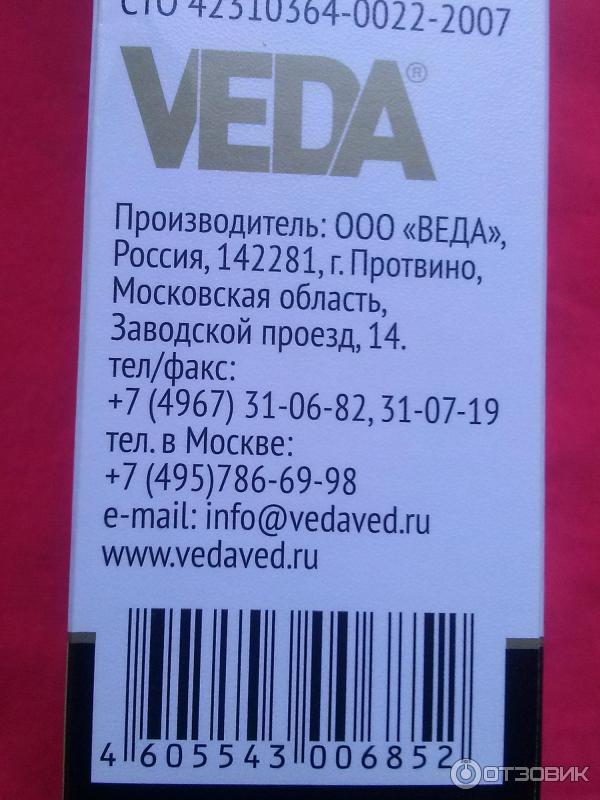 СТО 42310364-0022-2007
VEDA®
Производитель: ООО «ВЕДА»,
Россия, 142281, г. Протвино,
Московская область,
Заводской проезд, 14.
тел/факс:
+7 (4967) 31-06-82, 31-07-19
тел. в Москве:
+7 (495)786-69-98
e-mail: info@vedaved.ru
www.vedaved.ru
4 605543 006852
ОТЗОВИК